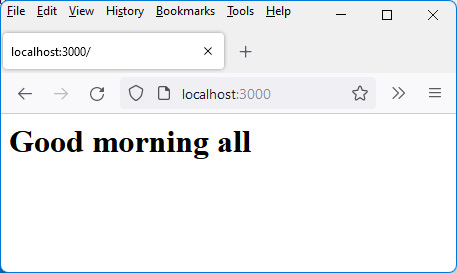 File Edit View History Bookmarks Tools Help
localhost:3000/
localhost:3000
Good morning all